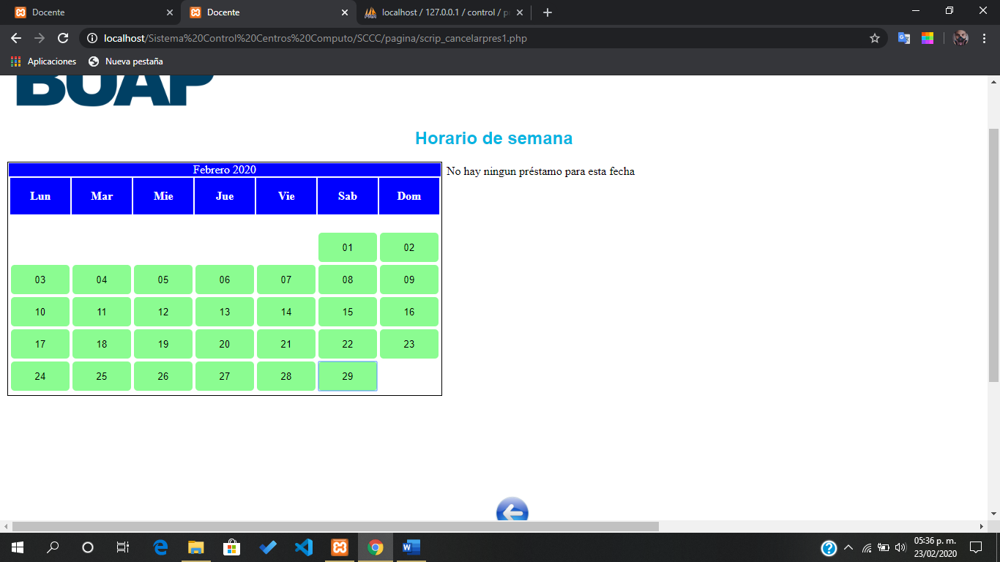 Docente
Docente
localhost / 127.0.0.1 / control / p
localhost/Sistema%20Control%20Centros%20Computo/SCCC/pagina/scrip_cancelarpres1.php
Aplicaciones Nueva pestaña
BUAP
Horario de semana
Febrero 2020
No hay ningun préstamo para esta fecha
Lun Mar Mie Jue Vie Sab Dom
01 02
03 04 05 06 07 08 09
10 11 12 13 14 15 16
17 18 19 20 21 22 23
24 25 26 27 28 29
05:36 p. m.
23/02/2020